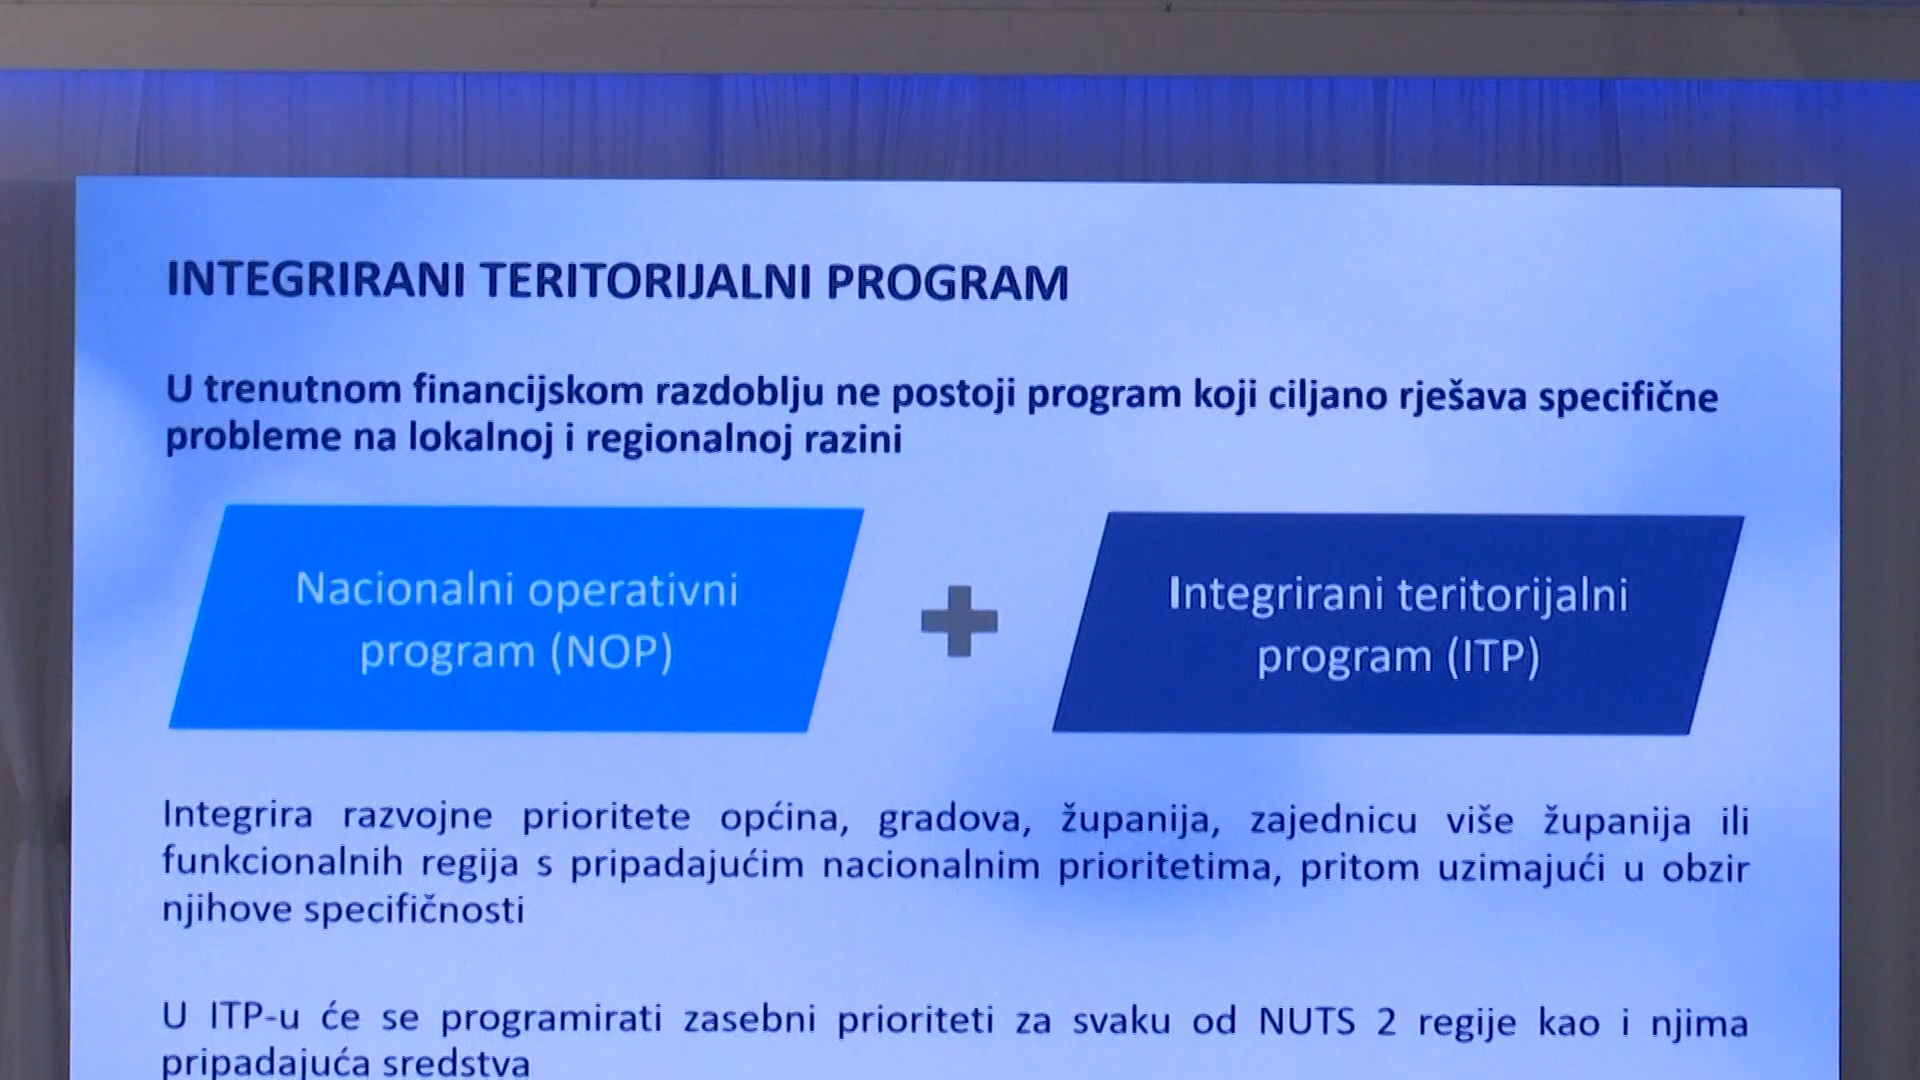 INTEGRIRANI TERITORIJALNI PROGRAM
U trenutnom financijskom razdoblju ne postoji program koji ciljano rješava specifične
probleme na lokalnoj i regionalnoj razini
Nacionalni operativni
program (NOP)
Integrirani teritorijalni
program (ITP)
Integrira razvojne prioritete općina, gradova, županija, zajednicu više županija ili
funkcionalnih regija s pripadajućim nacionalnim prioritetima, pritom uzimajući u obzir
njihove specifičnosti
U ITP-u će se programirati zasebni prioriteti za svaku od NUTS 2 regije kao i njima
pripadajuća sredstva